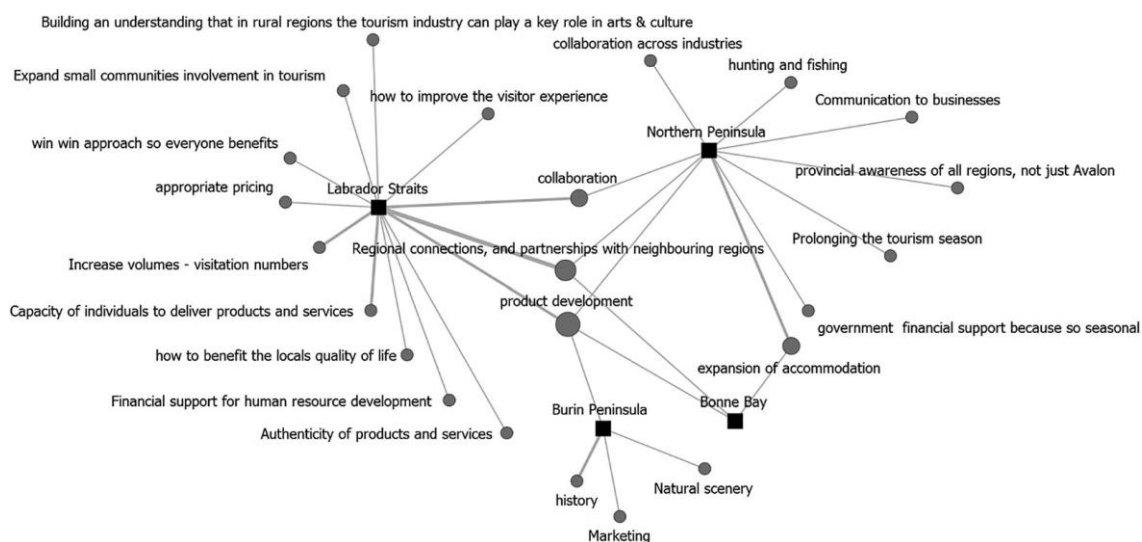 Building an understanding that in rural regions the tourism industry can play a key role in arts & culture
collaboration across industries
hunting and fishing
Expand small communities involvement in tourism
how to improve the visitor experience
Communication to businesses
Northern Peninsula
win win approach so everyone benefits
provincial awareness of all regions, not just Avalon
collaboration
appropriate pricing
Labrador Straits
Prolonging the tourism season
Regional connections, and partnerships with neighbouring regions
Increase volumes - visitation numbers
product development
Capacity of individuals to deliver products and services
government financial support because so seasonal
how to benefit the locals quality of life
expansion of accommodation
Financial support for human resource development
Burin Peninsula
Bonne Bay
Authenticity of products and services
Natural scenery
history
Marketing